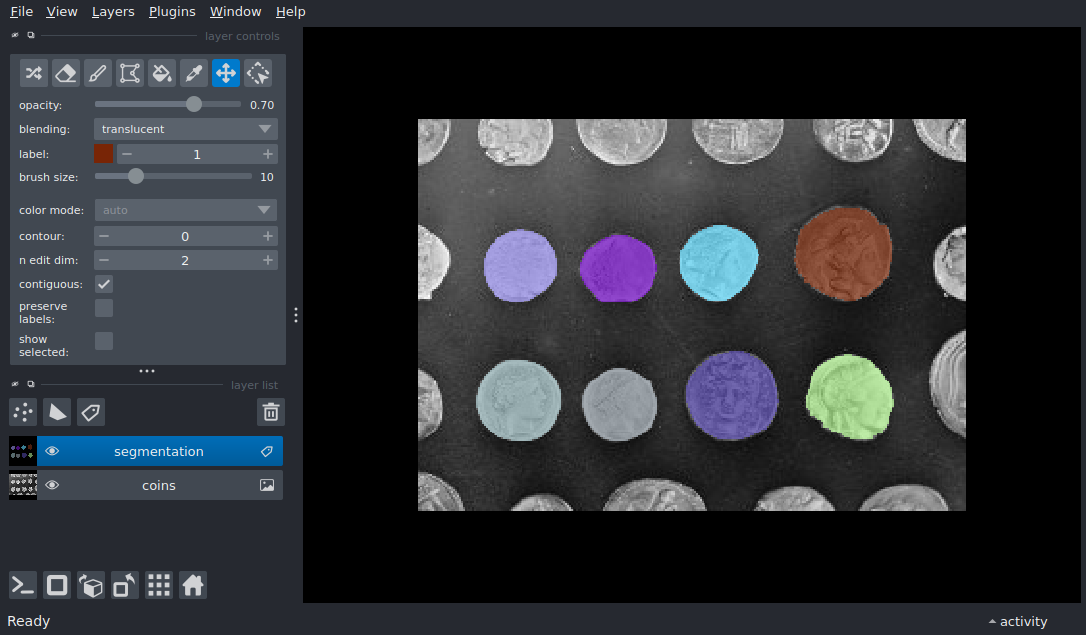 File View Layers Plugins Window Help
layer controls
opacity: 0.70
blending: translucent
label: 1
brush size: 10
color mode: auto
contour: 0
n edit dim: 2
contiguous:
preserve
labels:
show
selected:
layer list
segmentation
coins
Ready
activity